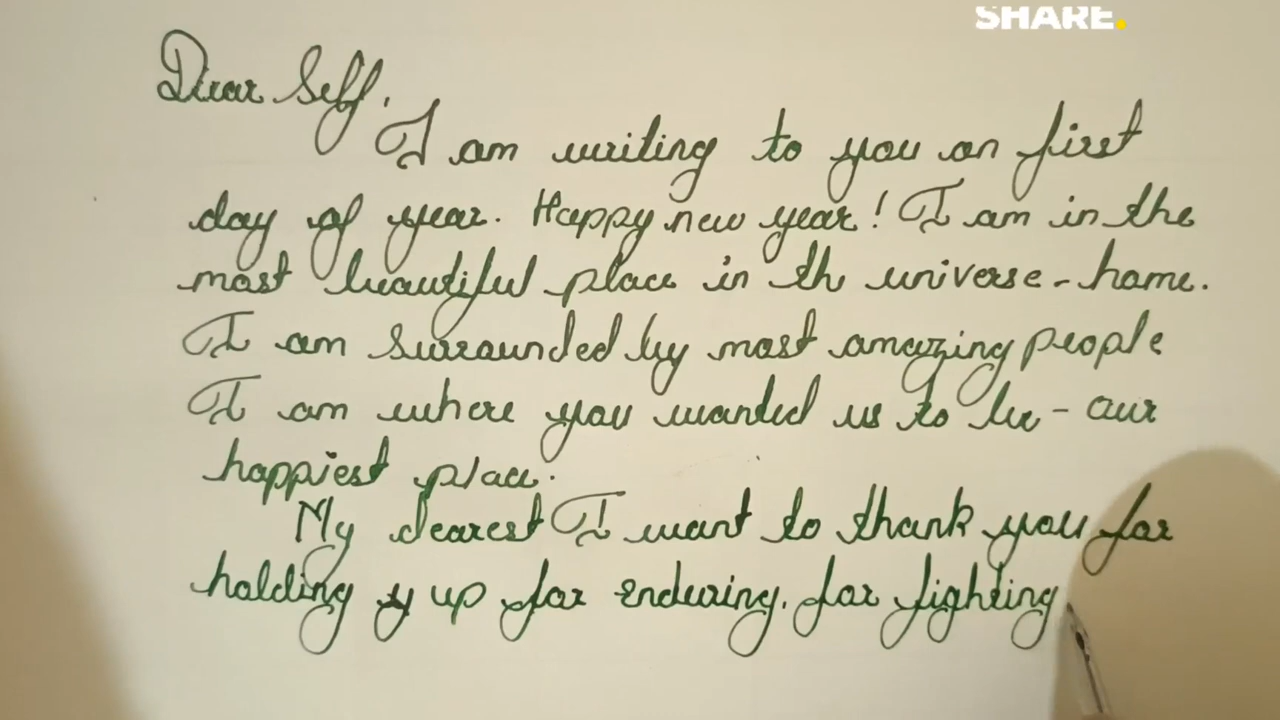 SHARE.
Dear Self,
I am writing to you on first
day of year. Happy new year! I am in the
most beautiful place in the universe - home.
I am surrounded by most amazing people
I am where you wanted us to be - our
happiest place.
My dearest I want to thank you for
holding y up for enduring, for fighting